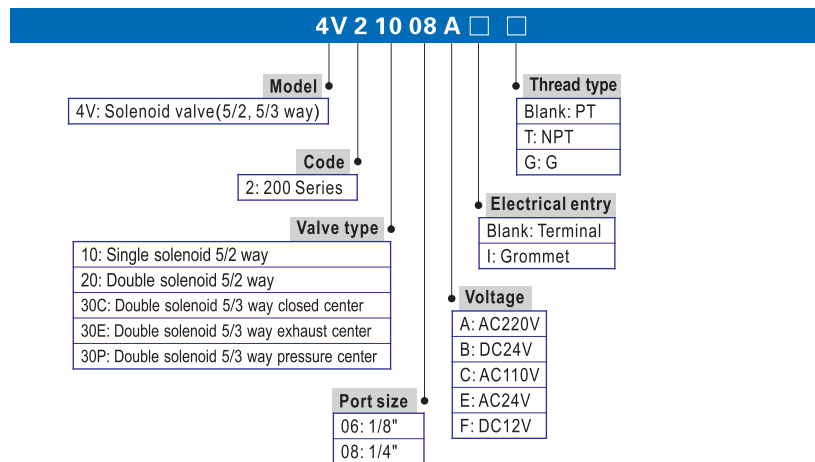 4V 2 10 08 A □ □
Model
4V: Solenoid valve(5/2, 5/3 way)
Code
2: 200 Series
Valve type
10: Single solenoid 5/2 way
20: Double solenoid 5/2 way
30C: Double solenoid 5/3 way closed center
30E: Double solenoid 5/3 way exhaust center
30P: Double solenoid 5/3 way pressure center
Port size
06: 1/8"
08: 1/4"
Voltage
A: AC220V
B: DC24V
C: AC110V
E: AC24V
F: DC12V
Electrical entry
Blank: Terminal
I: Grommet
Thread type
Blank: PT
T: NPT
G: G